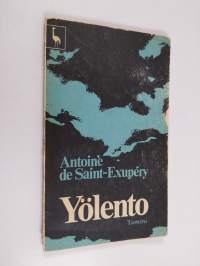 Antoine
de Saint-Exupéry
Yölento
Tammi